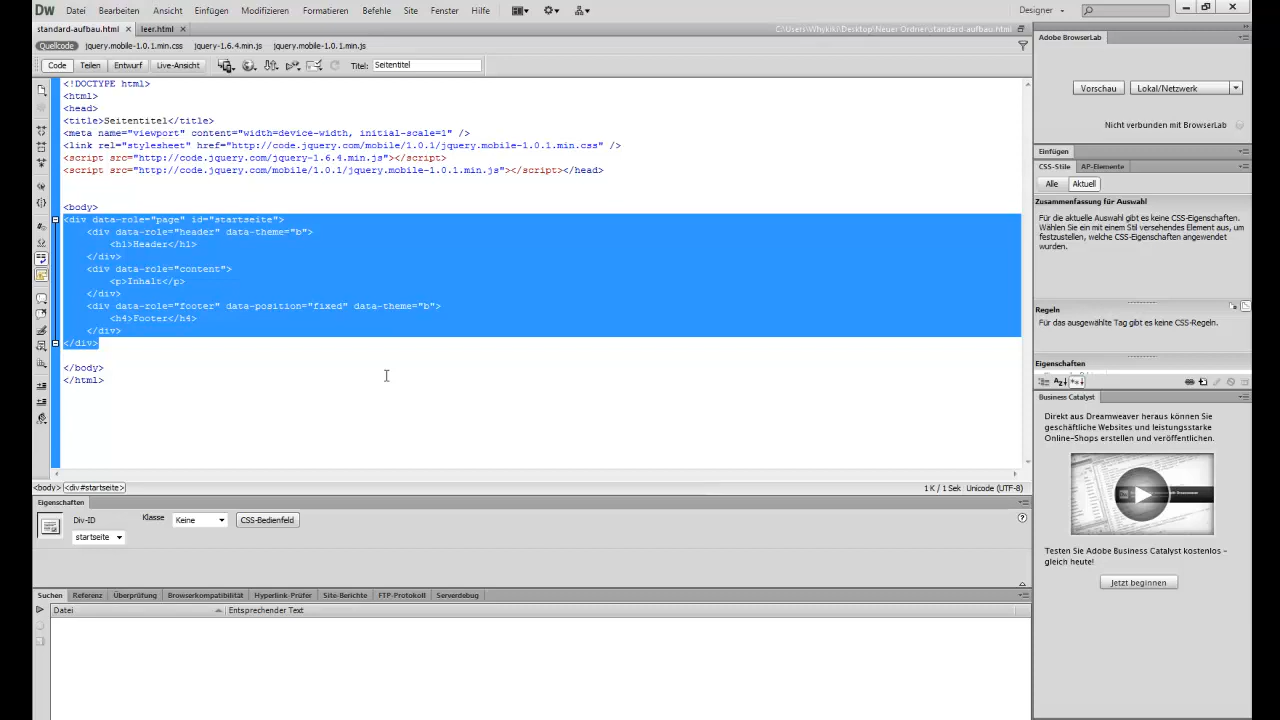 Dw Datei Bearbeiten Ansicht Einfügen Modifizieren Formatieren Befehle Site Fenster Hilfe Designer
standard-aufbau.html × leer.html × C:\Users\Whykiki\Desktop\Neuer Ordner\standard-aufbau.html
Quellcode jquery.mobile-1.0.1.min.css jquery-1.6.4.min.js jquery.mobile-1.0.1.min.js
Code Teilen Entwurf Live-Ansicht Titel: Seitentitel
<!DOCTYPE html>
<html>
<head>
<title>Seitentitel</title>
<meta name="viewport" content="width=device-width, initial-scale=1" />
<link rel="stylesheet" href="http://code.jquery.com/mobile/1.0.1/jquery.mobile-1.0.1.min.css" />
<script src="http://code.jquery.com/jquery-1.6.4.min.js"></script>
<script src="http://code.jquery.com/mobile/1.0.1/jquery.mobile-1.0.1.min.js"></script></head>
<body>
<div data-role="page" id="startseite">
<div data-role="header" data-theme="b">
<h1>Header</h1>
</div>
<div data-role="content">
<p>Inhalt</p>
</div>
<div data-role="footer" data-position="fixed" data-theme="b">
<h4>Footer</h4>
</div>
</div>
</body>
</html>
<body> <div#startseite> 1K / 1 Sek Unicode (UTF-8)
Eigenschaften
Div-ID Klasse Keine CSS-Bedienfeld
startseite
Suchen Referenz Überprüfung Browserkompatibilität Hyperlink-Prüfer Site-Berichte FTP-Protokoll Serverdebug
Datei Entsprechender Text
Adobe BrowserLab
Vorschau Lokal/Netzwerk
Nicht verbunden mit BrowserLab
Einfügen
CSS-Stile AP-Elemente
Alle Aktuell
Zusammenfassung für Auswahl
Für die aktuelle Auswahl gibt es keine CSS-Eigenschaften.
Wählen Sie ein mit einem Stil versehendes Element aus, um
festzustellen, welche CSS-Eigenschaften angewendet
wurden.
Regeln
Für das ausgewählte Tag gibt es keine CSS-Regeln.
Eigenschaften
Business Catalyst
Direkt aus Dreamweaver heraus können Sie
geschäftliche Websites und leistungsstarke
Online-Shops erstellen und veröffentlichen.
Testen Sie Adobe Business Catalyst kostenlos –
gleich heute!
Jetzt beginnen